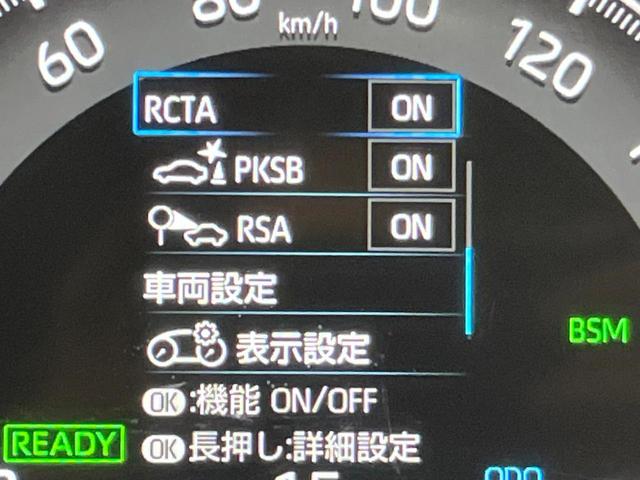 60 80 100 120
km/h
RCTA ON
PKSB ON
RSA ON
車両設定
表示設定
BSM
OK:機能 ON/OFF
READY
OK長押し:詳細設定
ODO